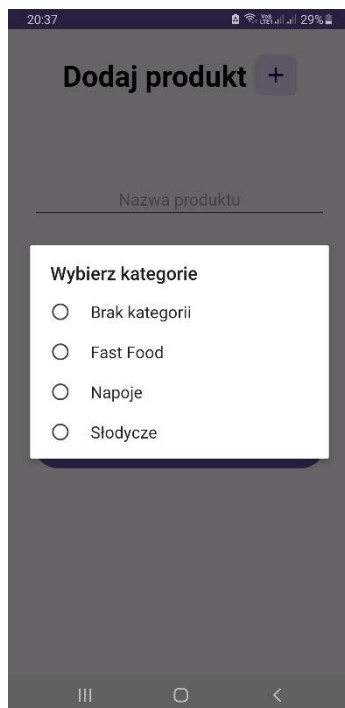 20:37
29%
Dodaj produkt +
Nazwa produktu
Wybierz kategorie
Brak kategorii
Fast Food
Napoje
Słodycze